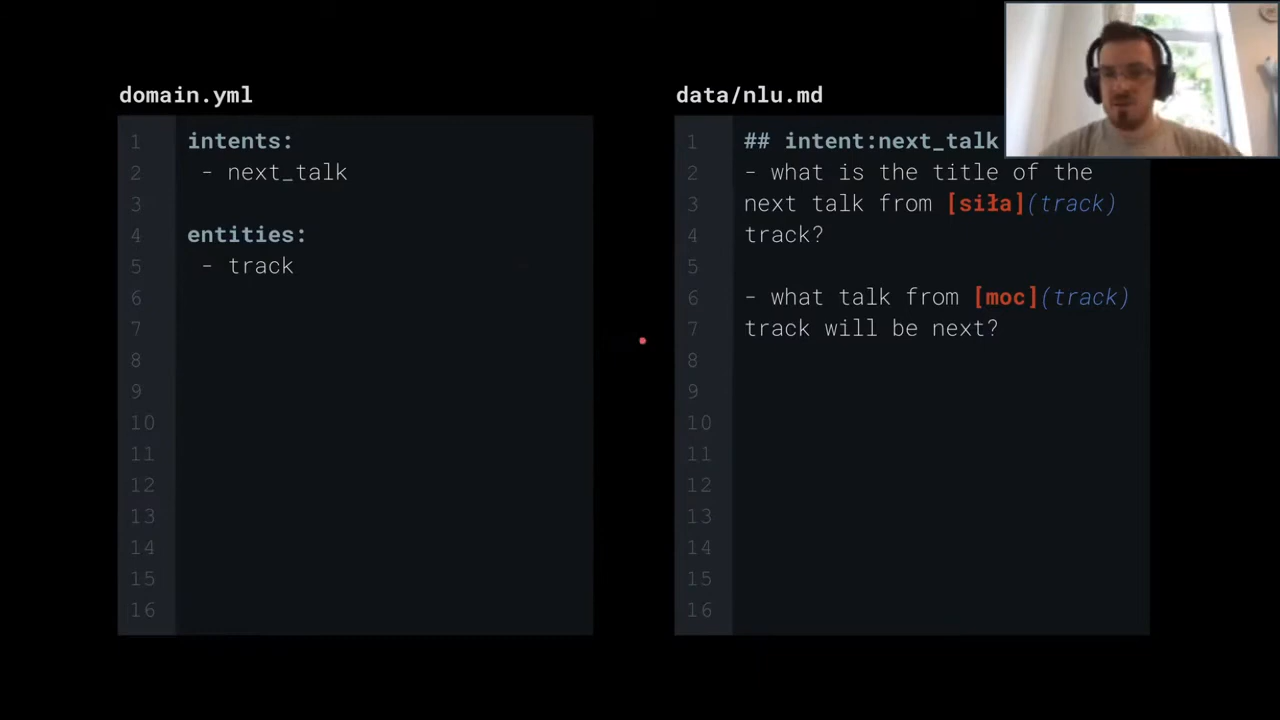 domain.yml
1 intents:
2 - next_talk
3
4 entities:
5 - track
6
7
8
9
10
11
12
13
14
15
16
data/nlu.md
1 ## intent:next_talk
2 - what is the title of the
3 next talk from [siła](track)
4 track?
5
6 - what talk from [moc](track)
7 track will be next?
8
9
10
11
12
13
14
15
16